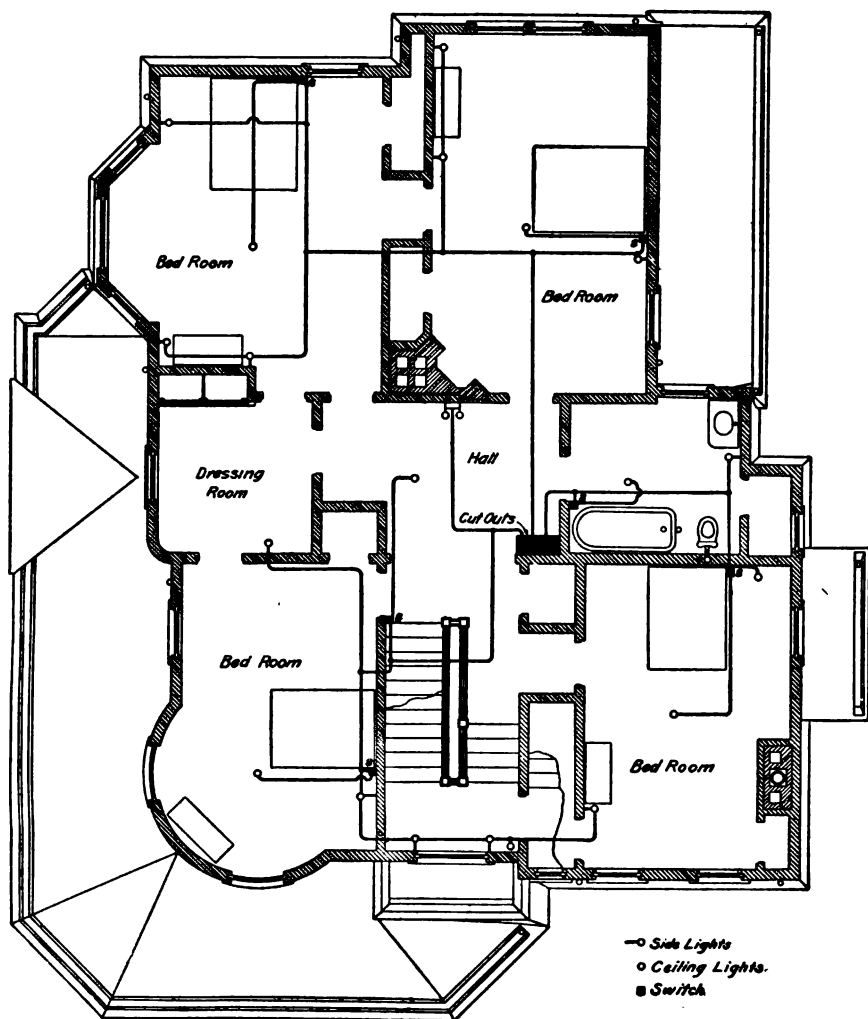 Bed Room
Bed Room
Hall
Dressing
Room
Cut Outs
Bed Room
Bed Room
Side Lights
Ceiling Lights.
Switch